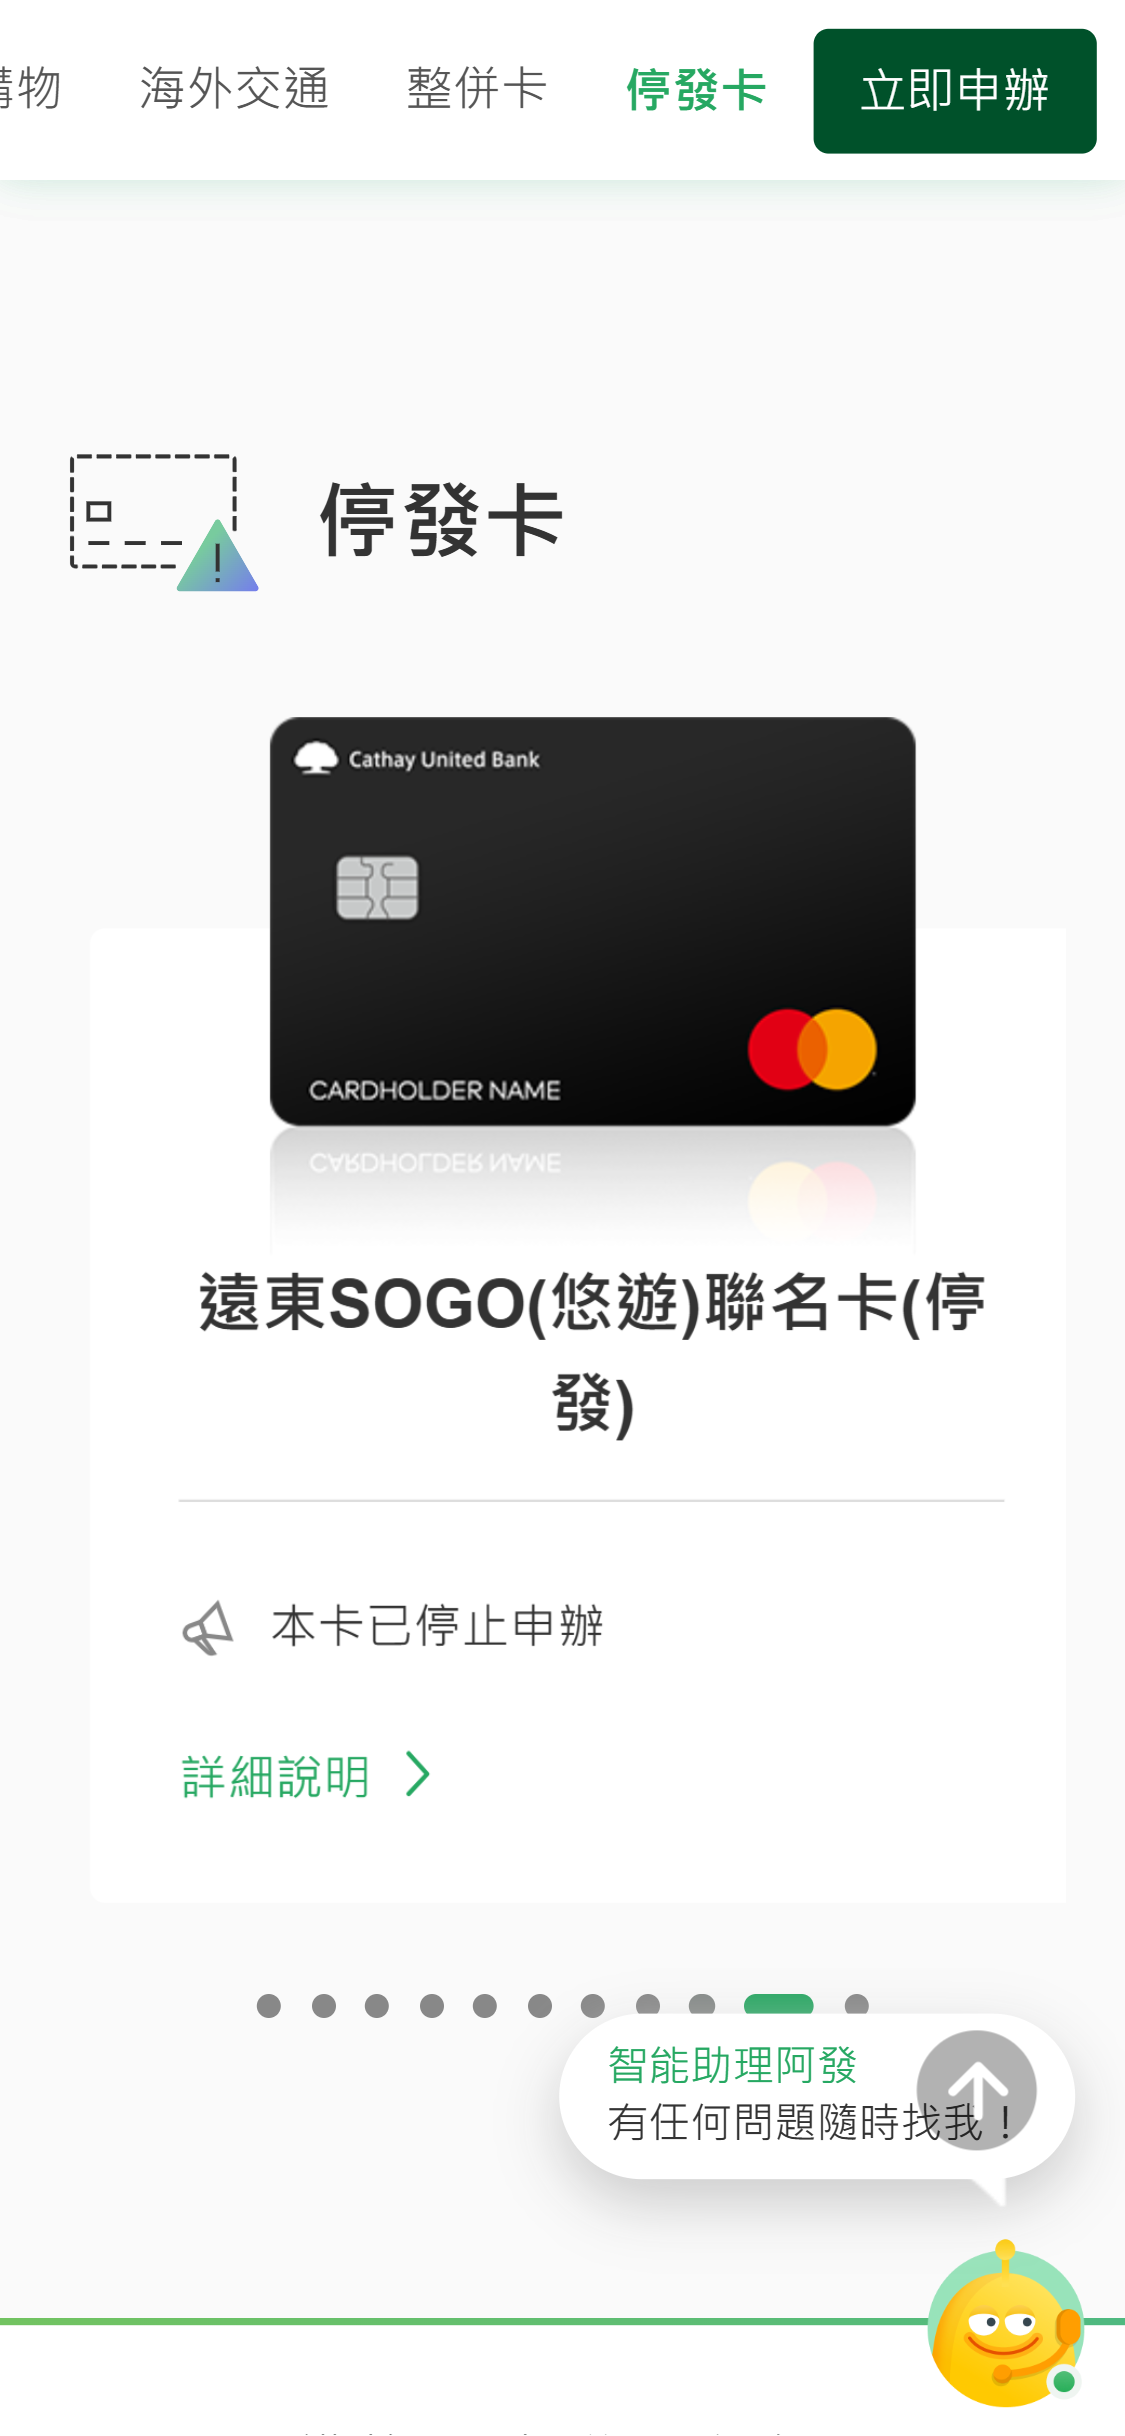 購物 海外交通 整併卡 停發卡 立即申辦
停發卡
Cathay United Bank
CARDHOLDER NAME
遠東SOGO(悠遊)聯名卡(停
發)
本卡已停止申辦
詳細說明
智能助理阿發
有任何問題隨時找我！